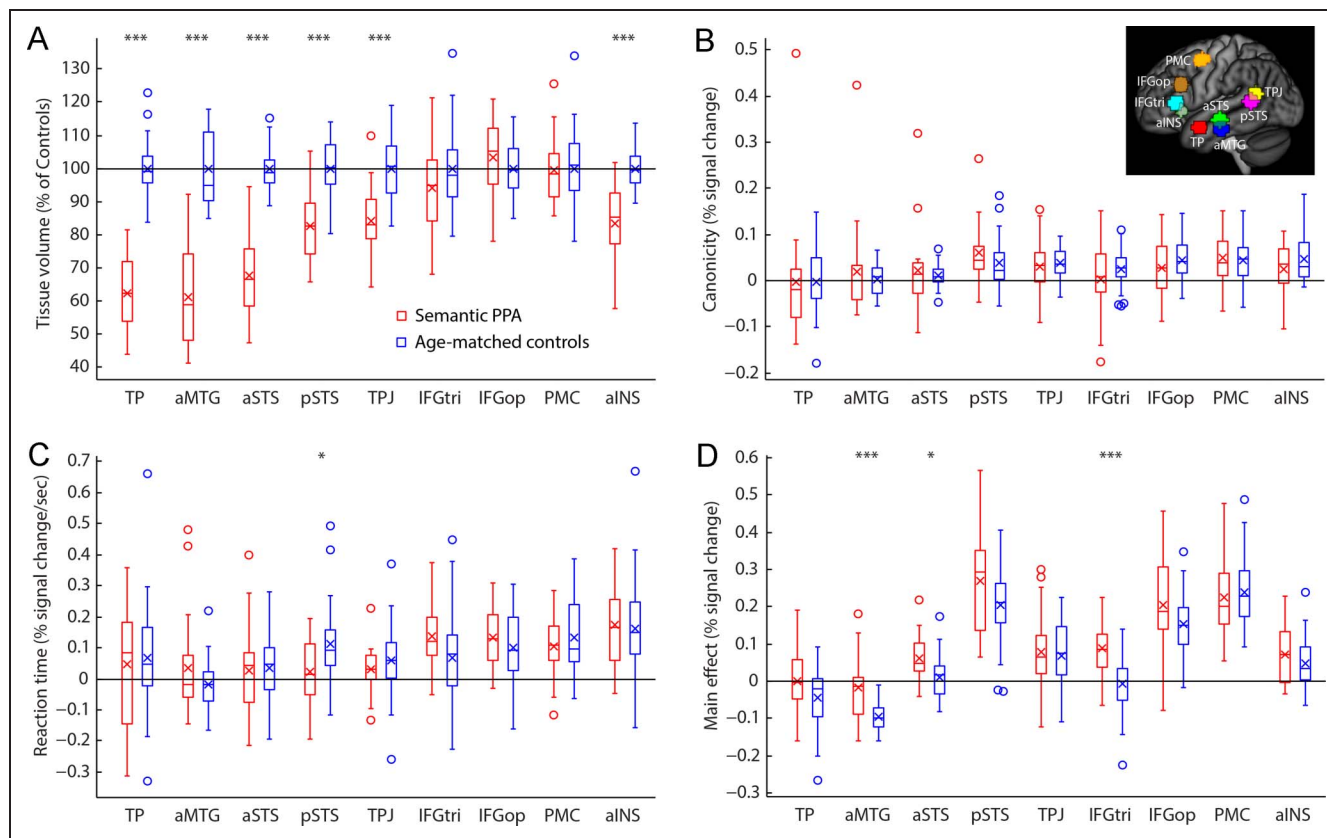 A
*** *** *** *** *** ***
Tissue volume (% of Controls)
130
120
110
100
90
80
70
60
50
40
Semantic PPA
Age-matched controls
TP aMTG aSTS pSTS TPJ IFGtri IFGop PMC aINS
B
Canonicity (% signal change)
0.5
0.4
0.3
0.2
0.1
0
−0.1
−0.2
PMC
IFGop
IFGtri
aINS
aSTS
TPJ
pSTS
TP
aMTG
TP aMTG aSTS pSTS TPJ IFGtri IFGop PMC aINS
C
*
Reaction time (% signal change/sec)
0.7
0.6
0.5
0.4
0.3
0.2
0.1
0
−0.1
−0.2
−0.3
TP aMTG aSTS pSTS TPJ IFGtri IFGop PMC aINS
D
*** * ***
Main effect (% signal change)
0.6
0.5
0.4
0.3
0.2
0.1
0
−0.1
−0.2
−0.3
TP aMTG aSTS pSTS TPJ IFGtri IFGop PMC aINS